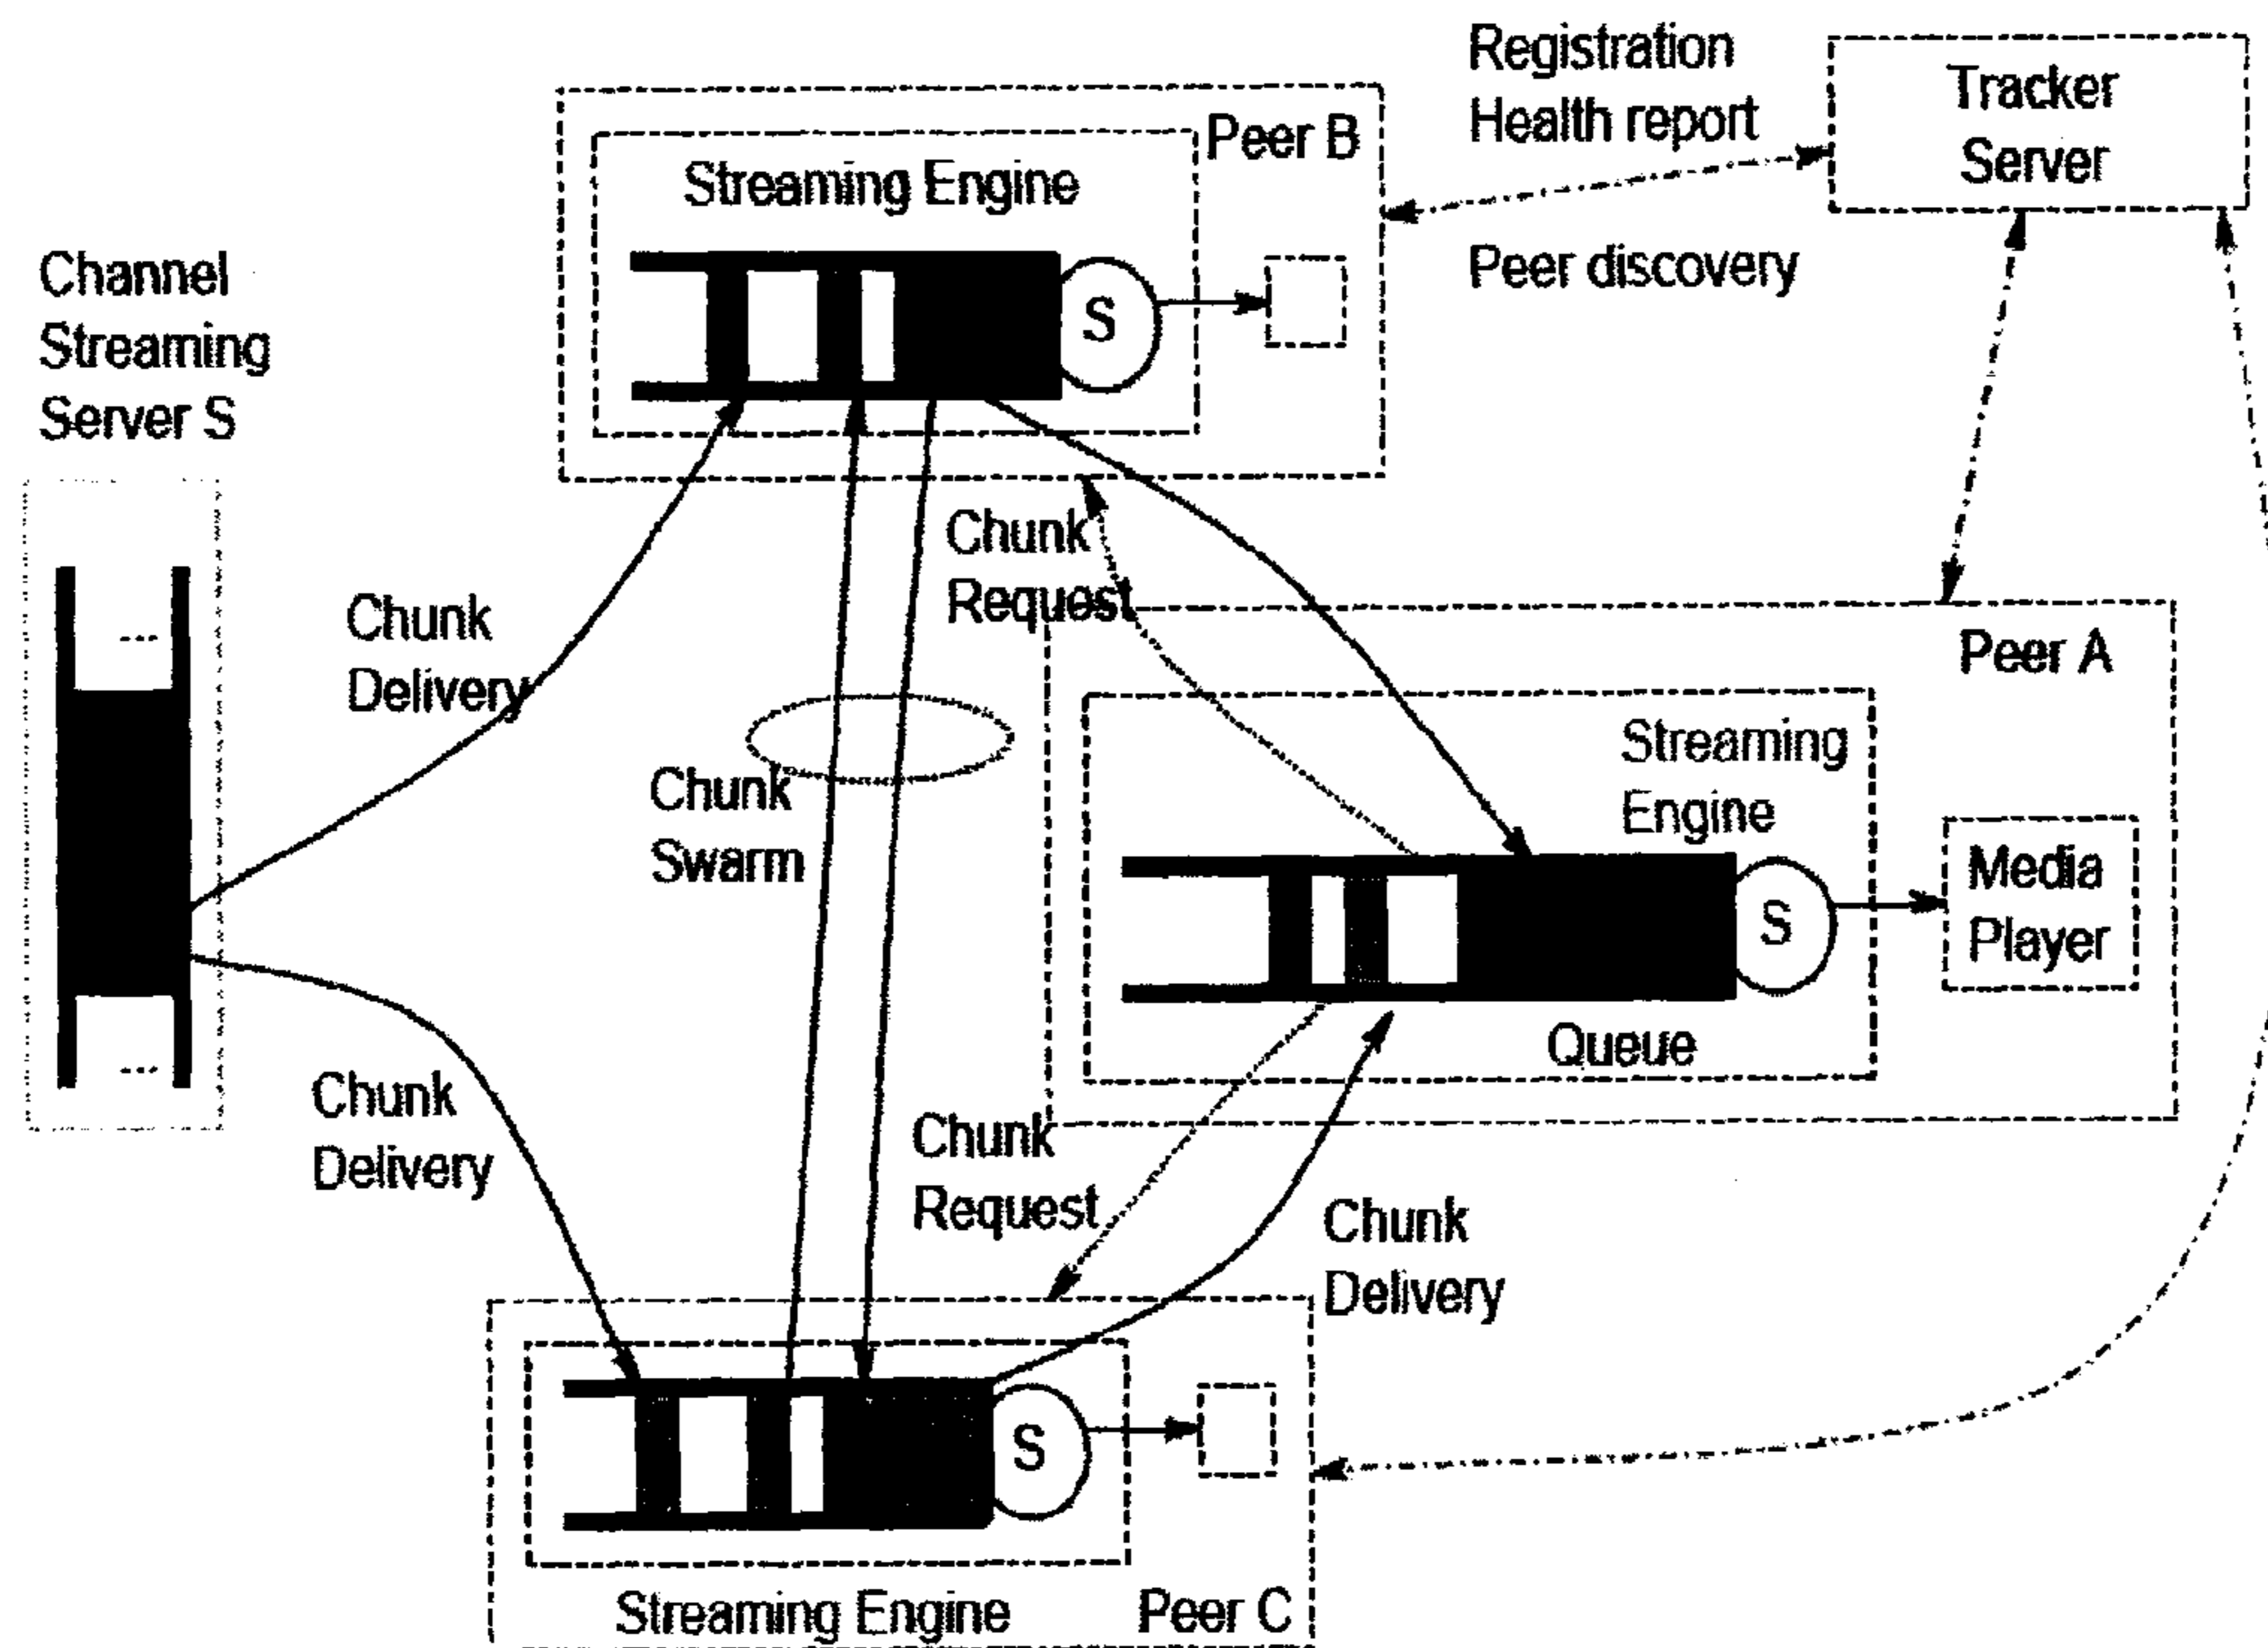 Registration
Health report
Peer discovery
Tracker
Server
Peer B
Streaming Engine
S
Channel
Streaming
Server S
...
...
Chunk
Delivery
Chunk
Request
Chunk
Swarm
Peer A
Streaming
Engine
S
Media
Player
Queue
Chunk
Delivery
Chunk
Request
Chunk
Delivery
S
Streaming Engine
Peer C